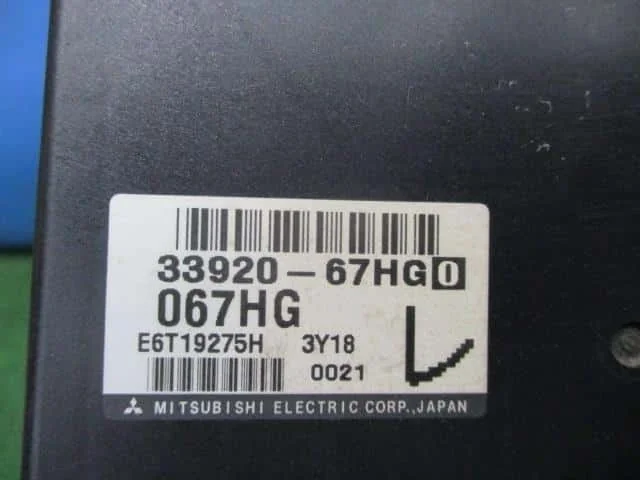 33920-67HG0
067HG
E6T19275H 3Y18
0021
MITSUBISHI ELECTRIC CORP.,JAPAN